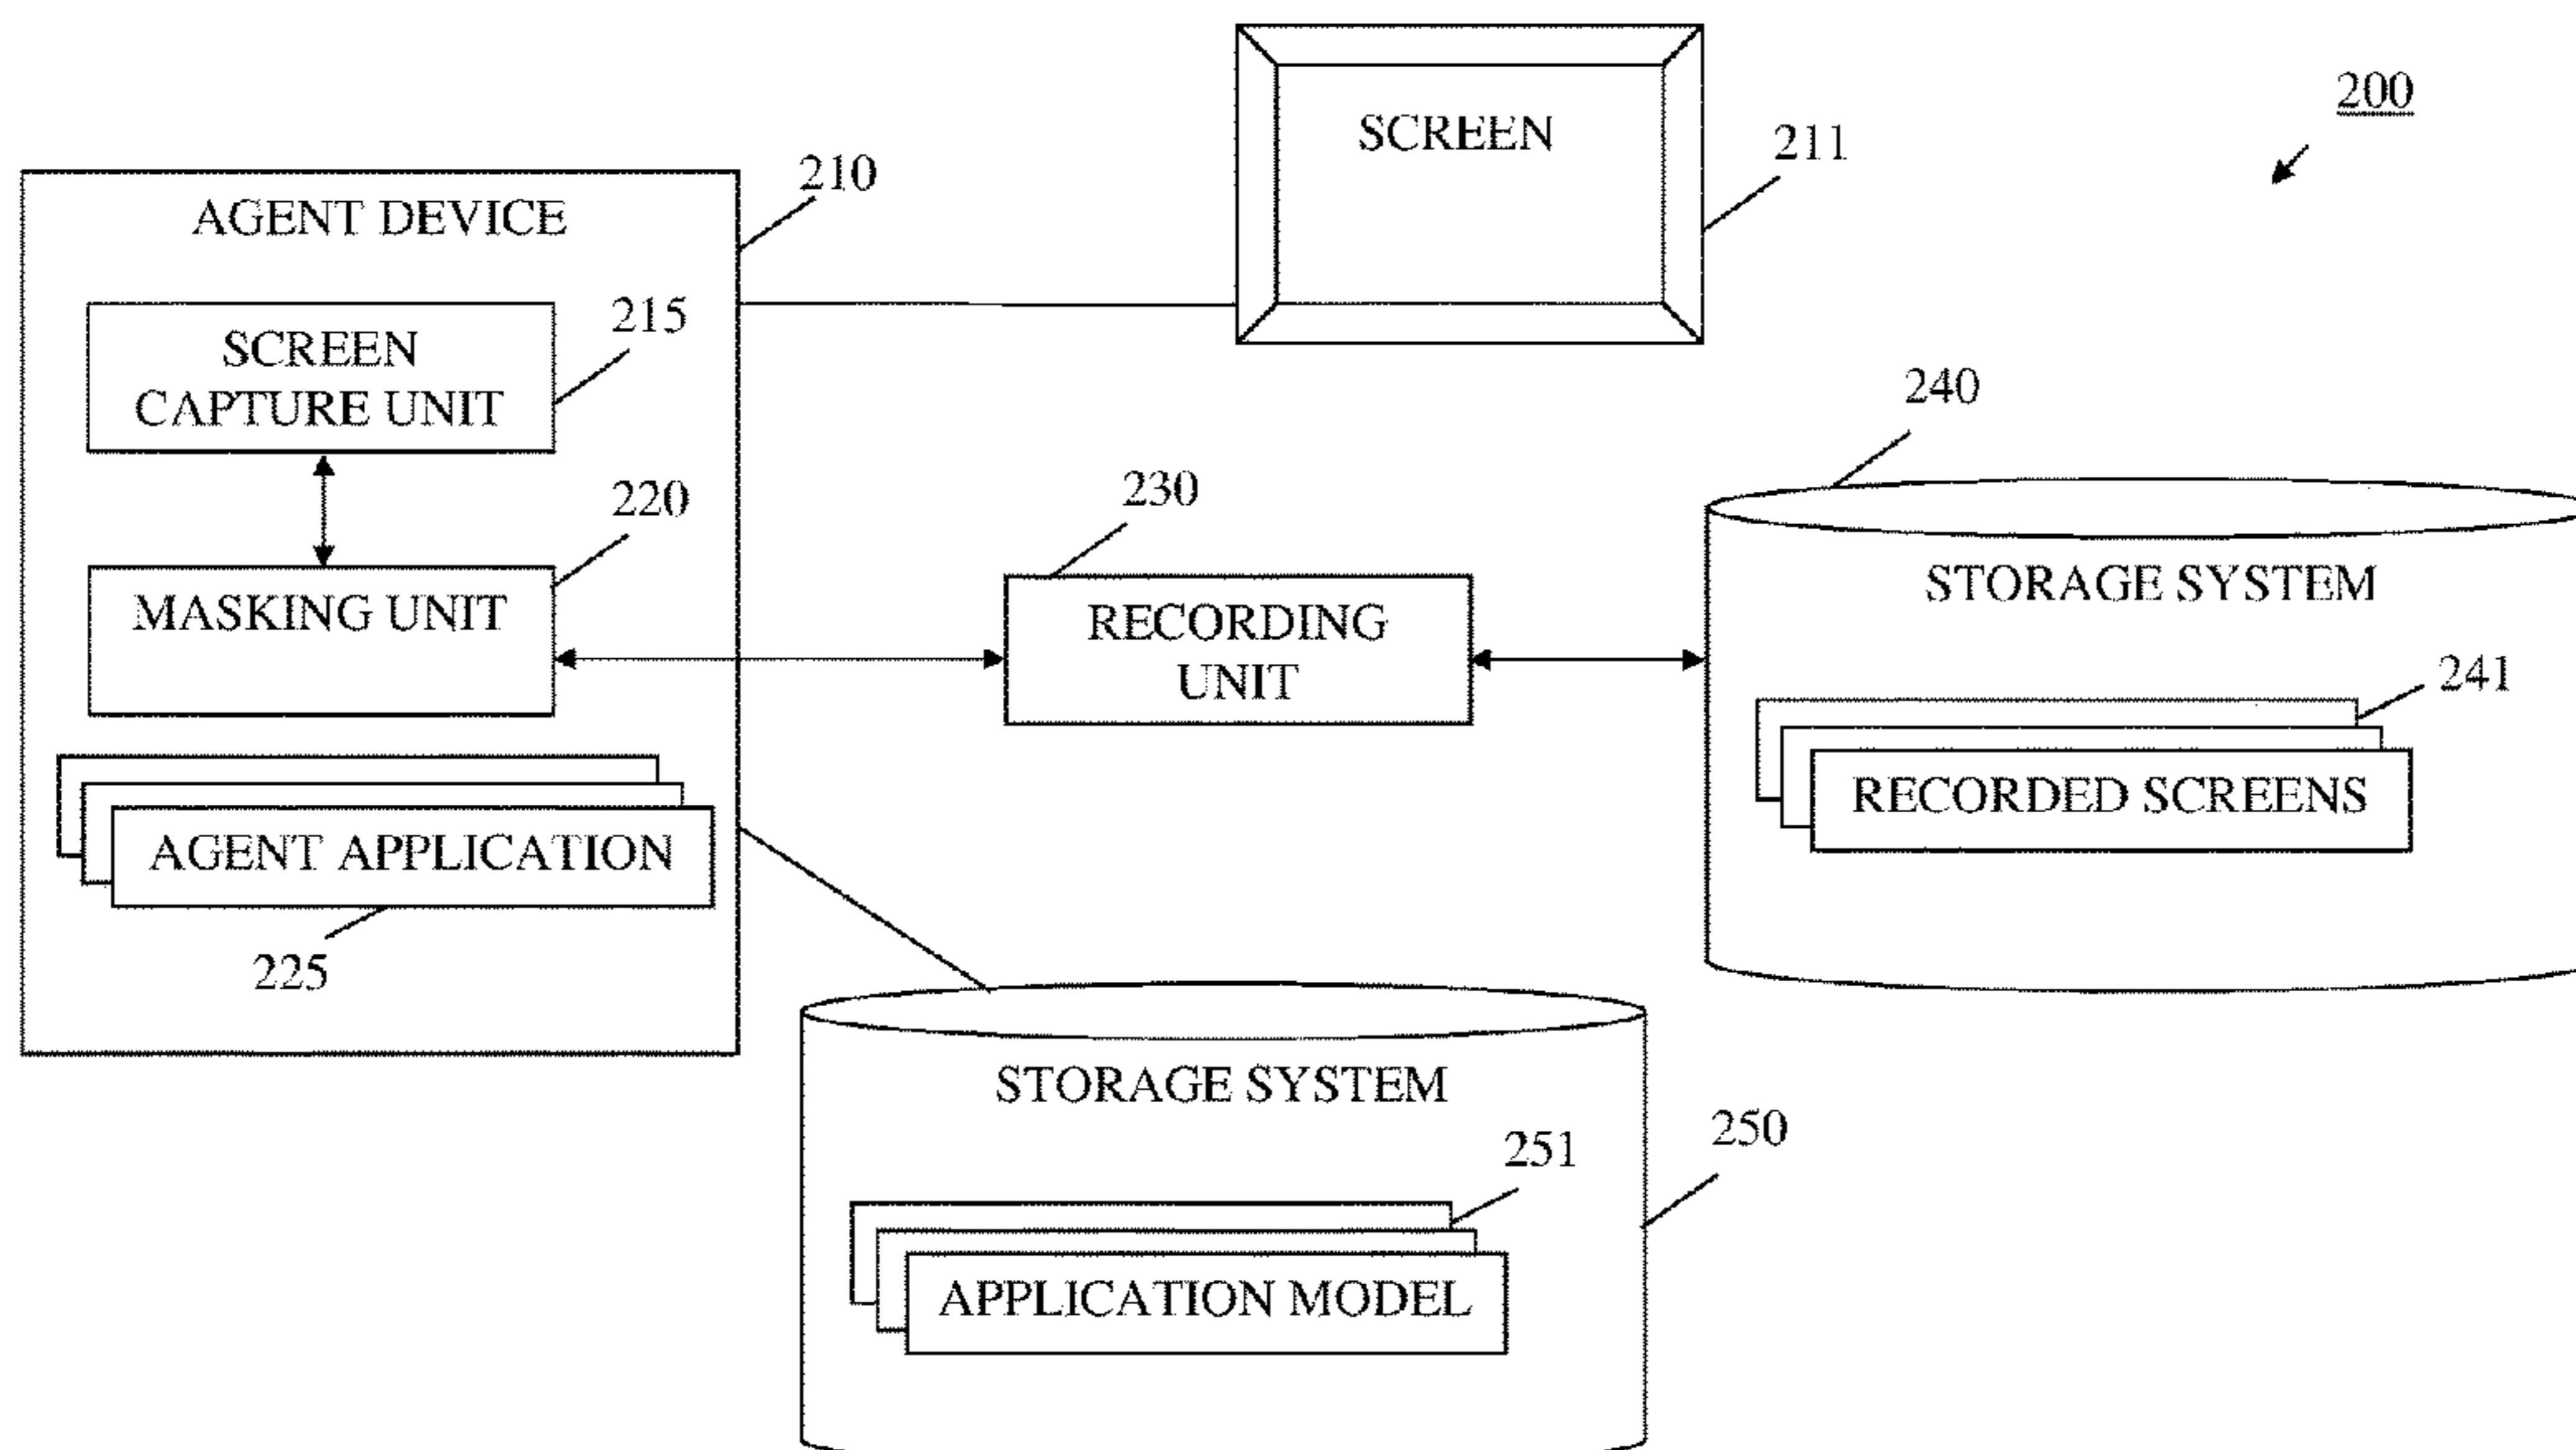 200
SCREEN
211
210
AGENT DEVICE
215
SCREEN
CAPTURE UNIT
220
MASKING UNIT
230
RECORDING
UNIT
240
STORAGE SYSTEM
241
RECORDED SCREENS
AGENT APPLICATION
225
STORAGE SYSTEM
250
251
APPLICATION MODEL